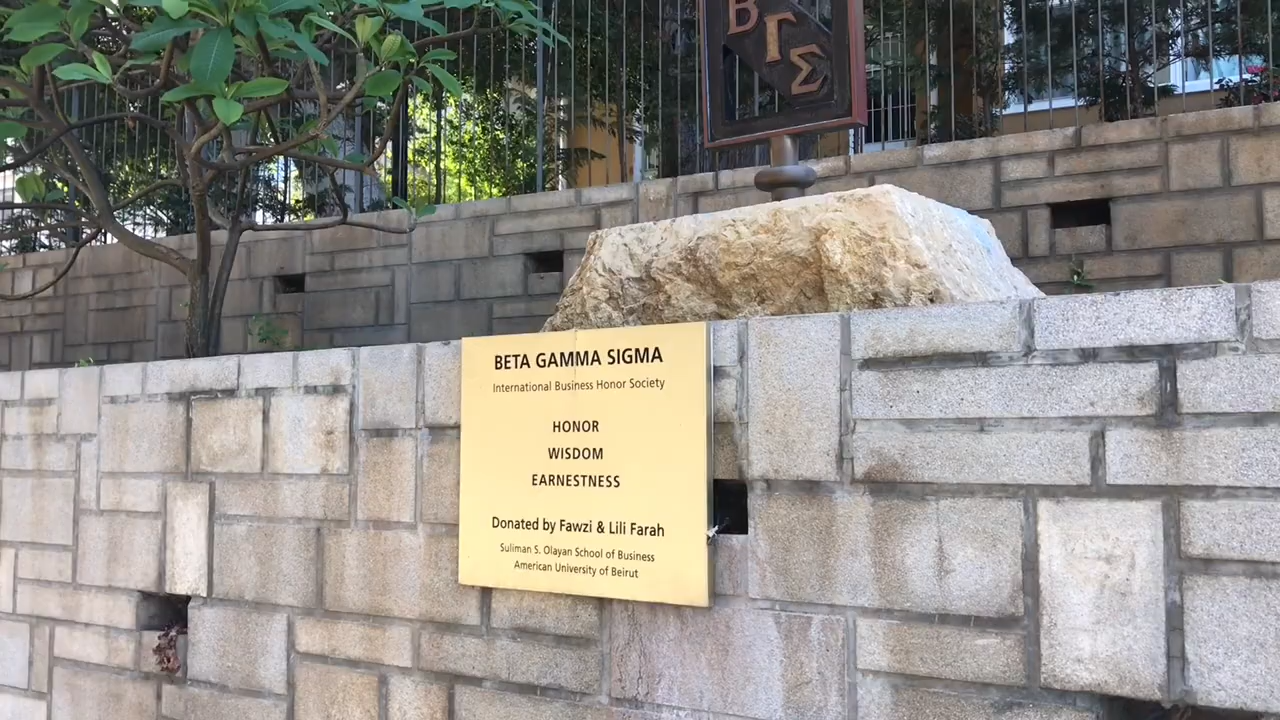 ΒΓΣ
BETA GAMMA SIGMA
International Business Honor Society
HONOR
WISDOM
EARNESTNESS
Donated by Fawzi & Lili Farah
Suliman S. Olayan School of Business
American University of Beirut